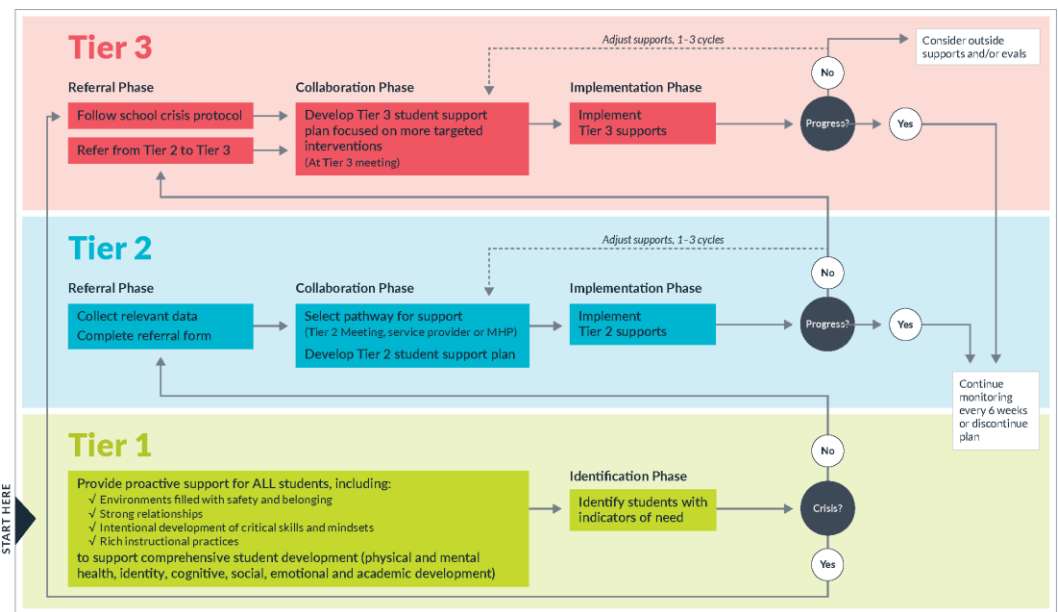 Tier 3
Adjust supports, 1–3 cycles
Consider outside
supports and/or evals
No
Referral Phase
Collaboration Phase
Implementation Phase
Follow school crisis protocol
Refer from Tier 2 to Tier 3
Develop Tier 3 student support
plan focused on more targeted
interventions
(At Tier 3 meeting)
Implement
Tier 3 supports
Progress?
Yes
Tier 2
Adjust supports, 1–3 cycles
No
Referral Phase
Collaboration Phase
Implementation Phase
Collect relevant data
Complete referral form
Select pathway for support
(Tier 2 Meeting, service provider or MHP)
Develop Tier 2 student support plan
Implement
Tier 2 supports
Progress?
Yes
Continue
monitoring
every 6 weeks
or discontinue
plan
Tier 1
No
START HERE
Provide proactive support for ALL students, including:
√ Environments filled with safety and belonging
√ Strong relationships
√ Intentional development of critical skills and mindsets
√ Rich instructional practices
to support comprehensive student development (physical and mental
health, identity, cognitive, social, emotional and academic development)
Identification Phase
Identify students with
indicators of need
Crisis?
Yes